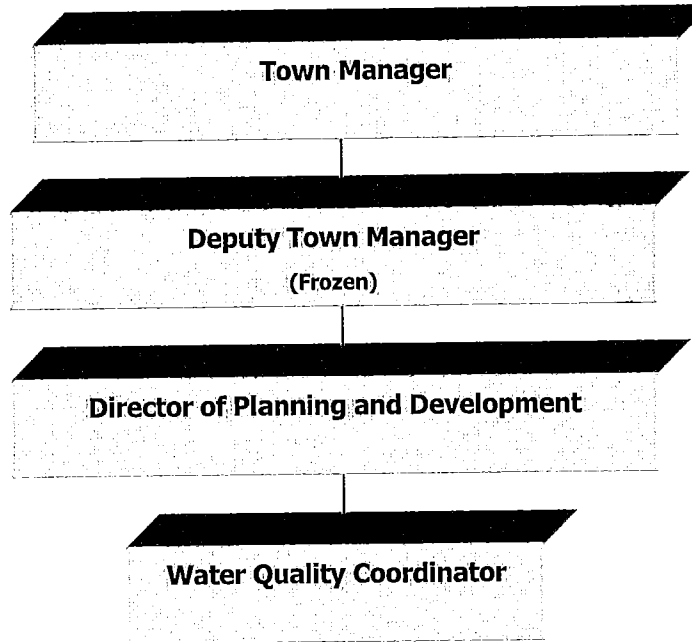 Town Manager
Deputy Town Manager
(Frozen)
Director of Planning and Development
Water Quality Coordinator